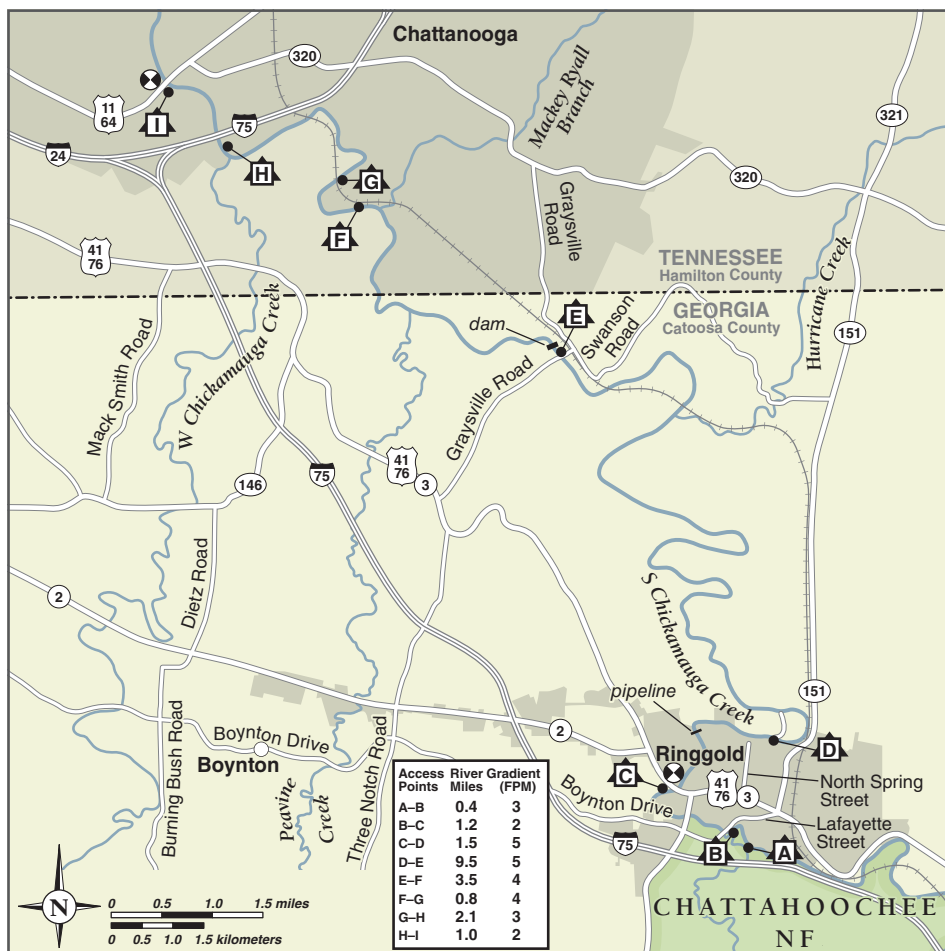 Chattanooga
320
Mackey Ryall
Branch
11
64
I
75
321
24
H
G
F
320
Graysville
Road
41
76
TENNESSEE
Hamilton County
GEORGIA
Catoosa County
Hurricane Creek
E
Swanson
Road
dam
151
Mack Smith Road
W Chickamauga Creek
Graysville Road
41
76
3
75
146
2
Dietz Road
S Chickamauga Creek
pipeline
151
Burning Bush Road
Boynton Drive
Boynton
Peavine
Creek
Three Notch Road
2
Ringgold
D
C
Boynton Drive
41
76
3
North Spring
Street
Lafayette
Street
75
B
A
CHATTAHOOCHEE
NF
Access River Gradient
Points Miles (FPM)
A–B 0.4 3
B–C 1.2 2
C–D 1.5 5
D–E 9.5 5
E–F 3.5 4
F–G 0.8 4
G–H 2.1 3
H–I 1.0 2
N
0 0.5 1.0 1.5 miles
0 0.5 1.0 1.5 kilometers